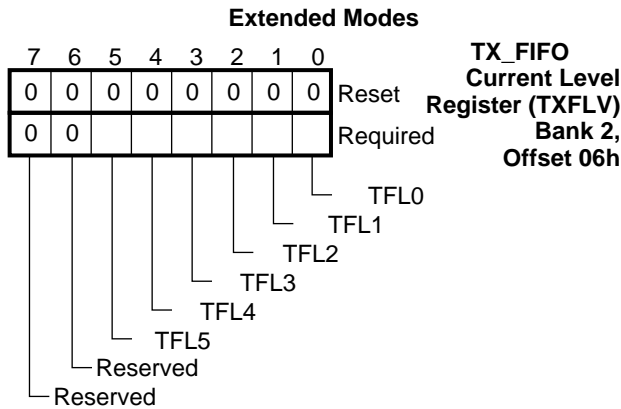 Extended Modes
7 6 5 4 3 2 1 0
0 0 0 0 0 0 0 0 Reset
0 0 Required
TX_FIFO
Current Level
Register (TXFLV)
Bank 2,
Offset 06h
TFL0
TFL1
TFL2
TFL3
TFL4
TFL5
Reserved
Reserved